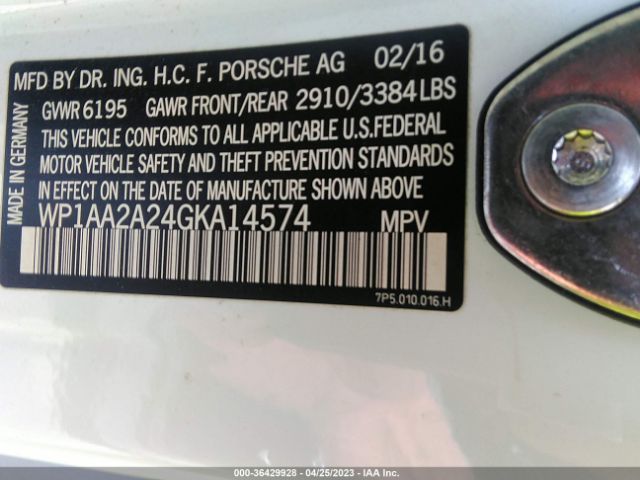 MFD BY DR. ING. H.C. F. PORSCHE AG 02/16
GVWR 6195 GAWR FRONT/REAR 2910/3384 LBS
THIS VEHICLE CONFORMS TO ALL APPLICABLE U.S.FEDERAL
MOTOR VEHICLE SAFETY AND THEFT PREVENTION STANDARDS
IN EFFECT ON THE DATE OF MANUFACTURE SHOWN ABOVE
WP1AA2A24GKA14574 MPV
MADE IN GERMANY
7P5.010.016.H
000-36429928 - 04/25/2023 - IAA Inc.